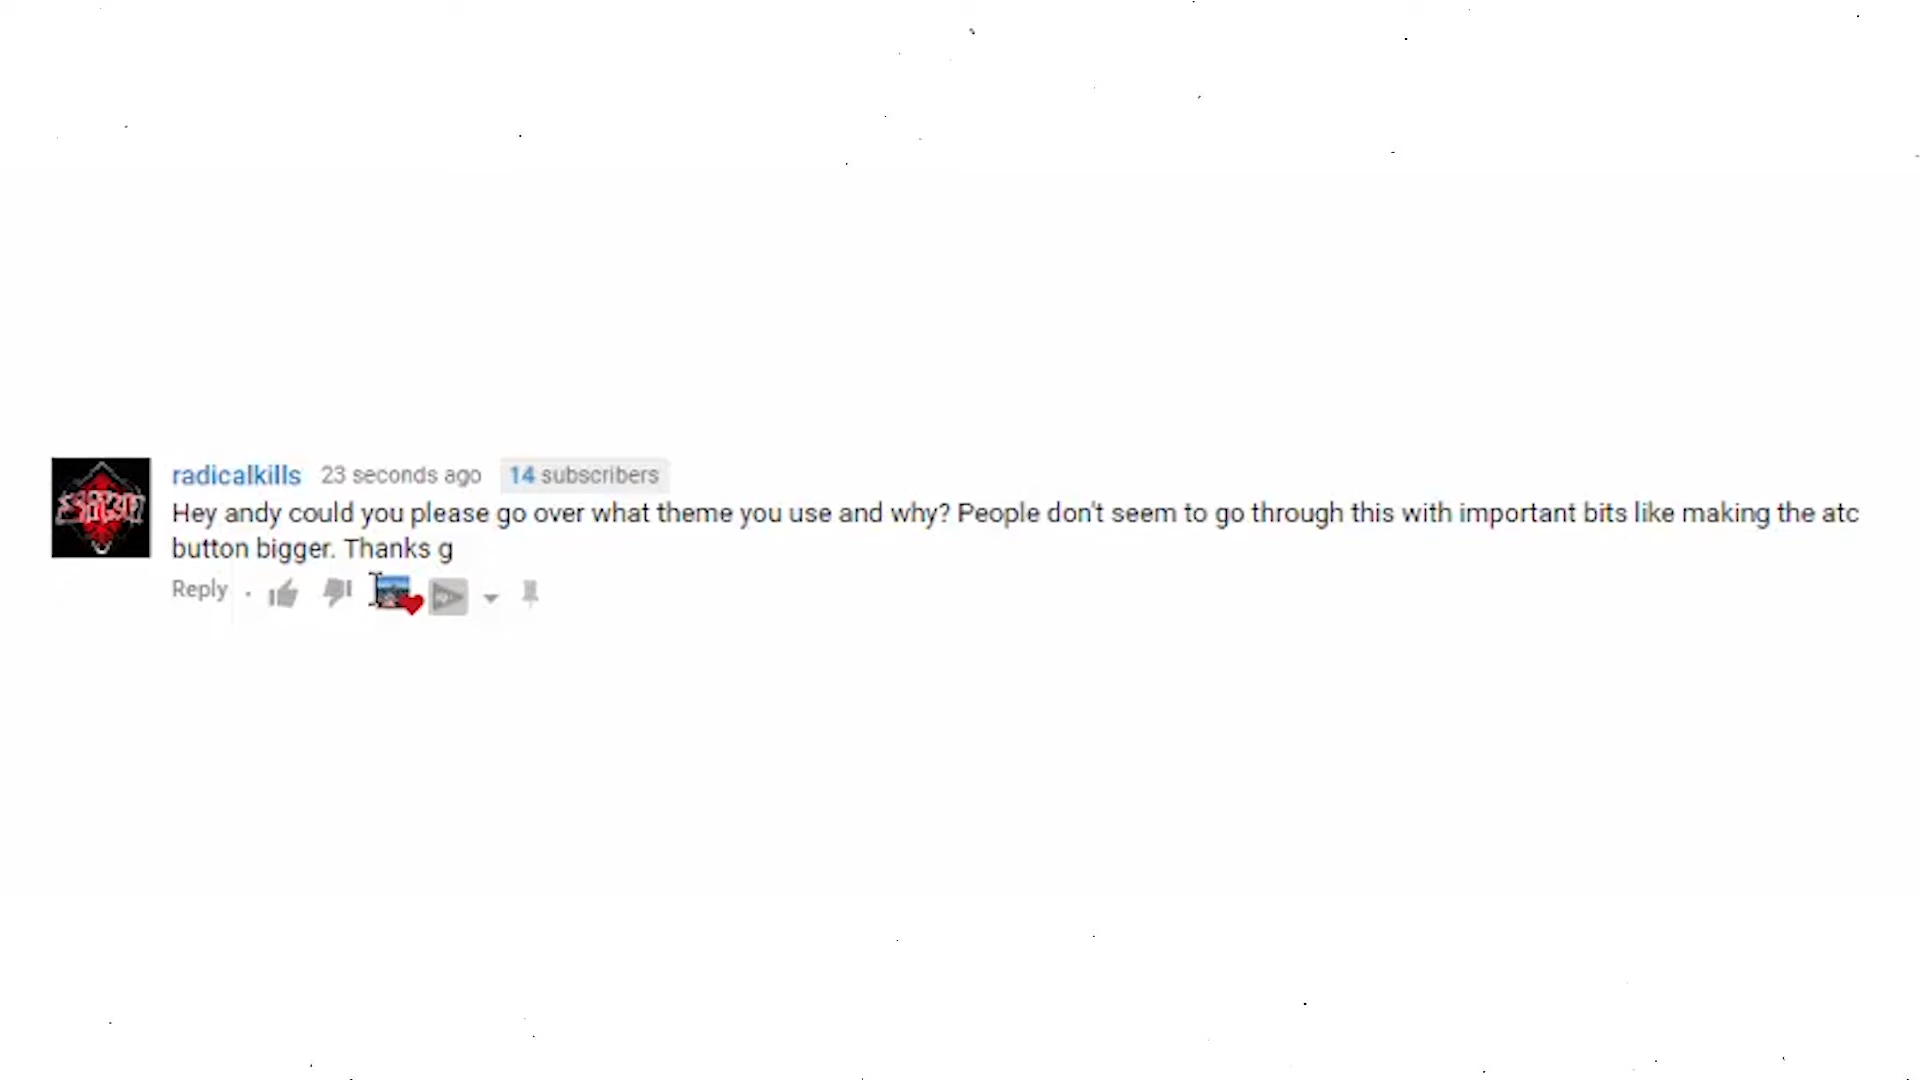 radicalkills 23 seconds ago 14 subscribers
Hey andy could you please go over what theme you use and why? People don't seem to go through this with important bits like making the atc
button bigger. Thanks g
Reply